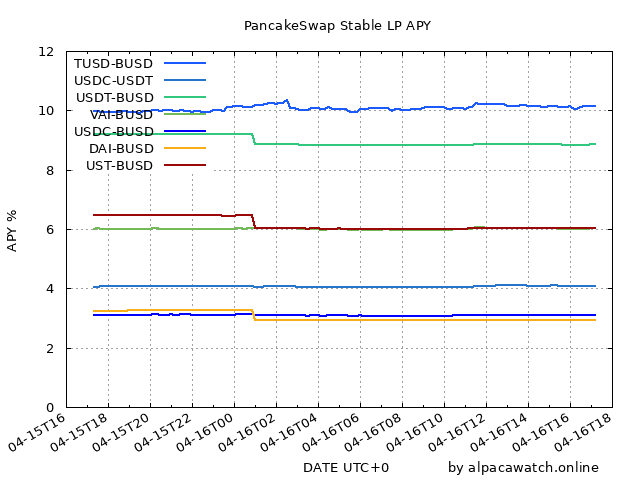 PancakeSwap Stable LP APY
12
10
8
6
4
2
0
APY %
TUSD-BUSD
USDC-USDT
USDT-BUSD
VAI-BUSD
USDC-BUSD
DAI-BUSD
UST-BUSD
04-15T16
04-15T18
04-15T20
04-15T22
04-16T00
04-16T02
04-16T04
04-16T06
04-16T08
04-16T10
04-16T12
04-16T14
04-16T16
04-16T18
DATE UTC+0
by alpacawatch.online